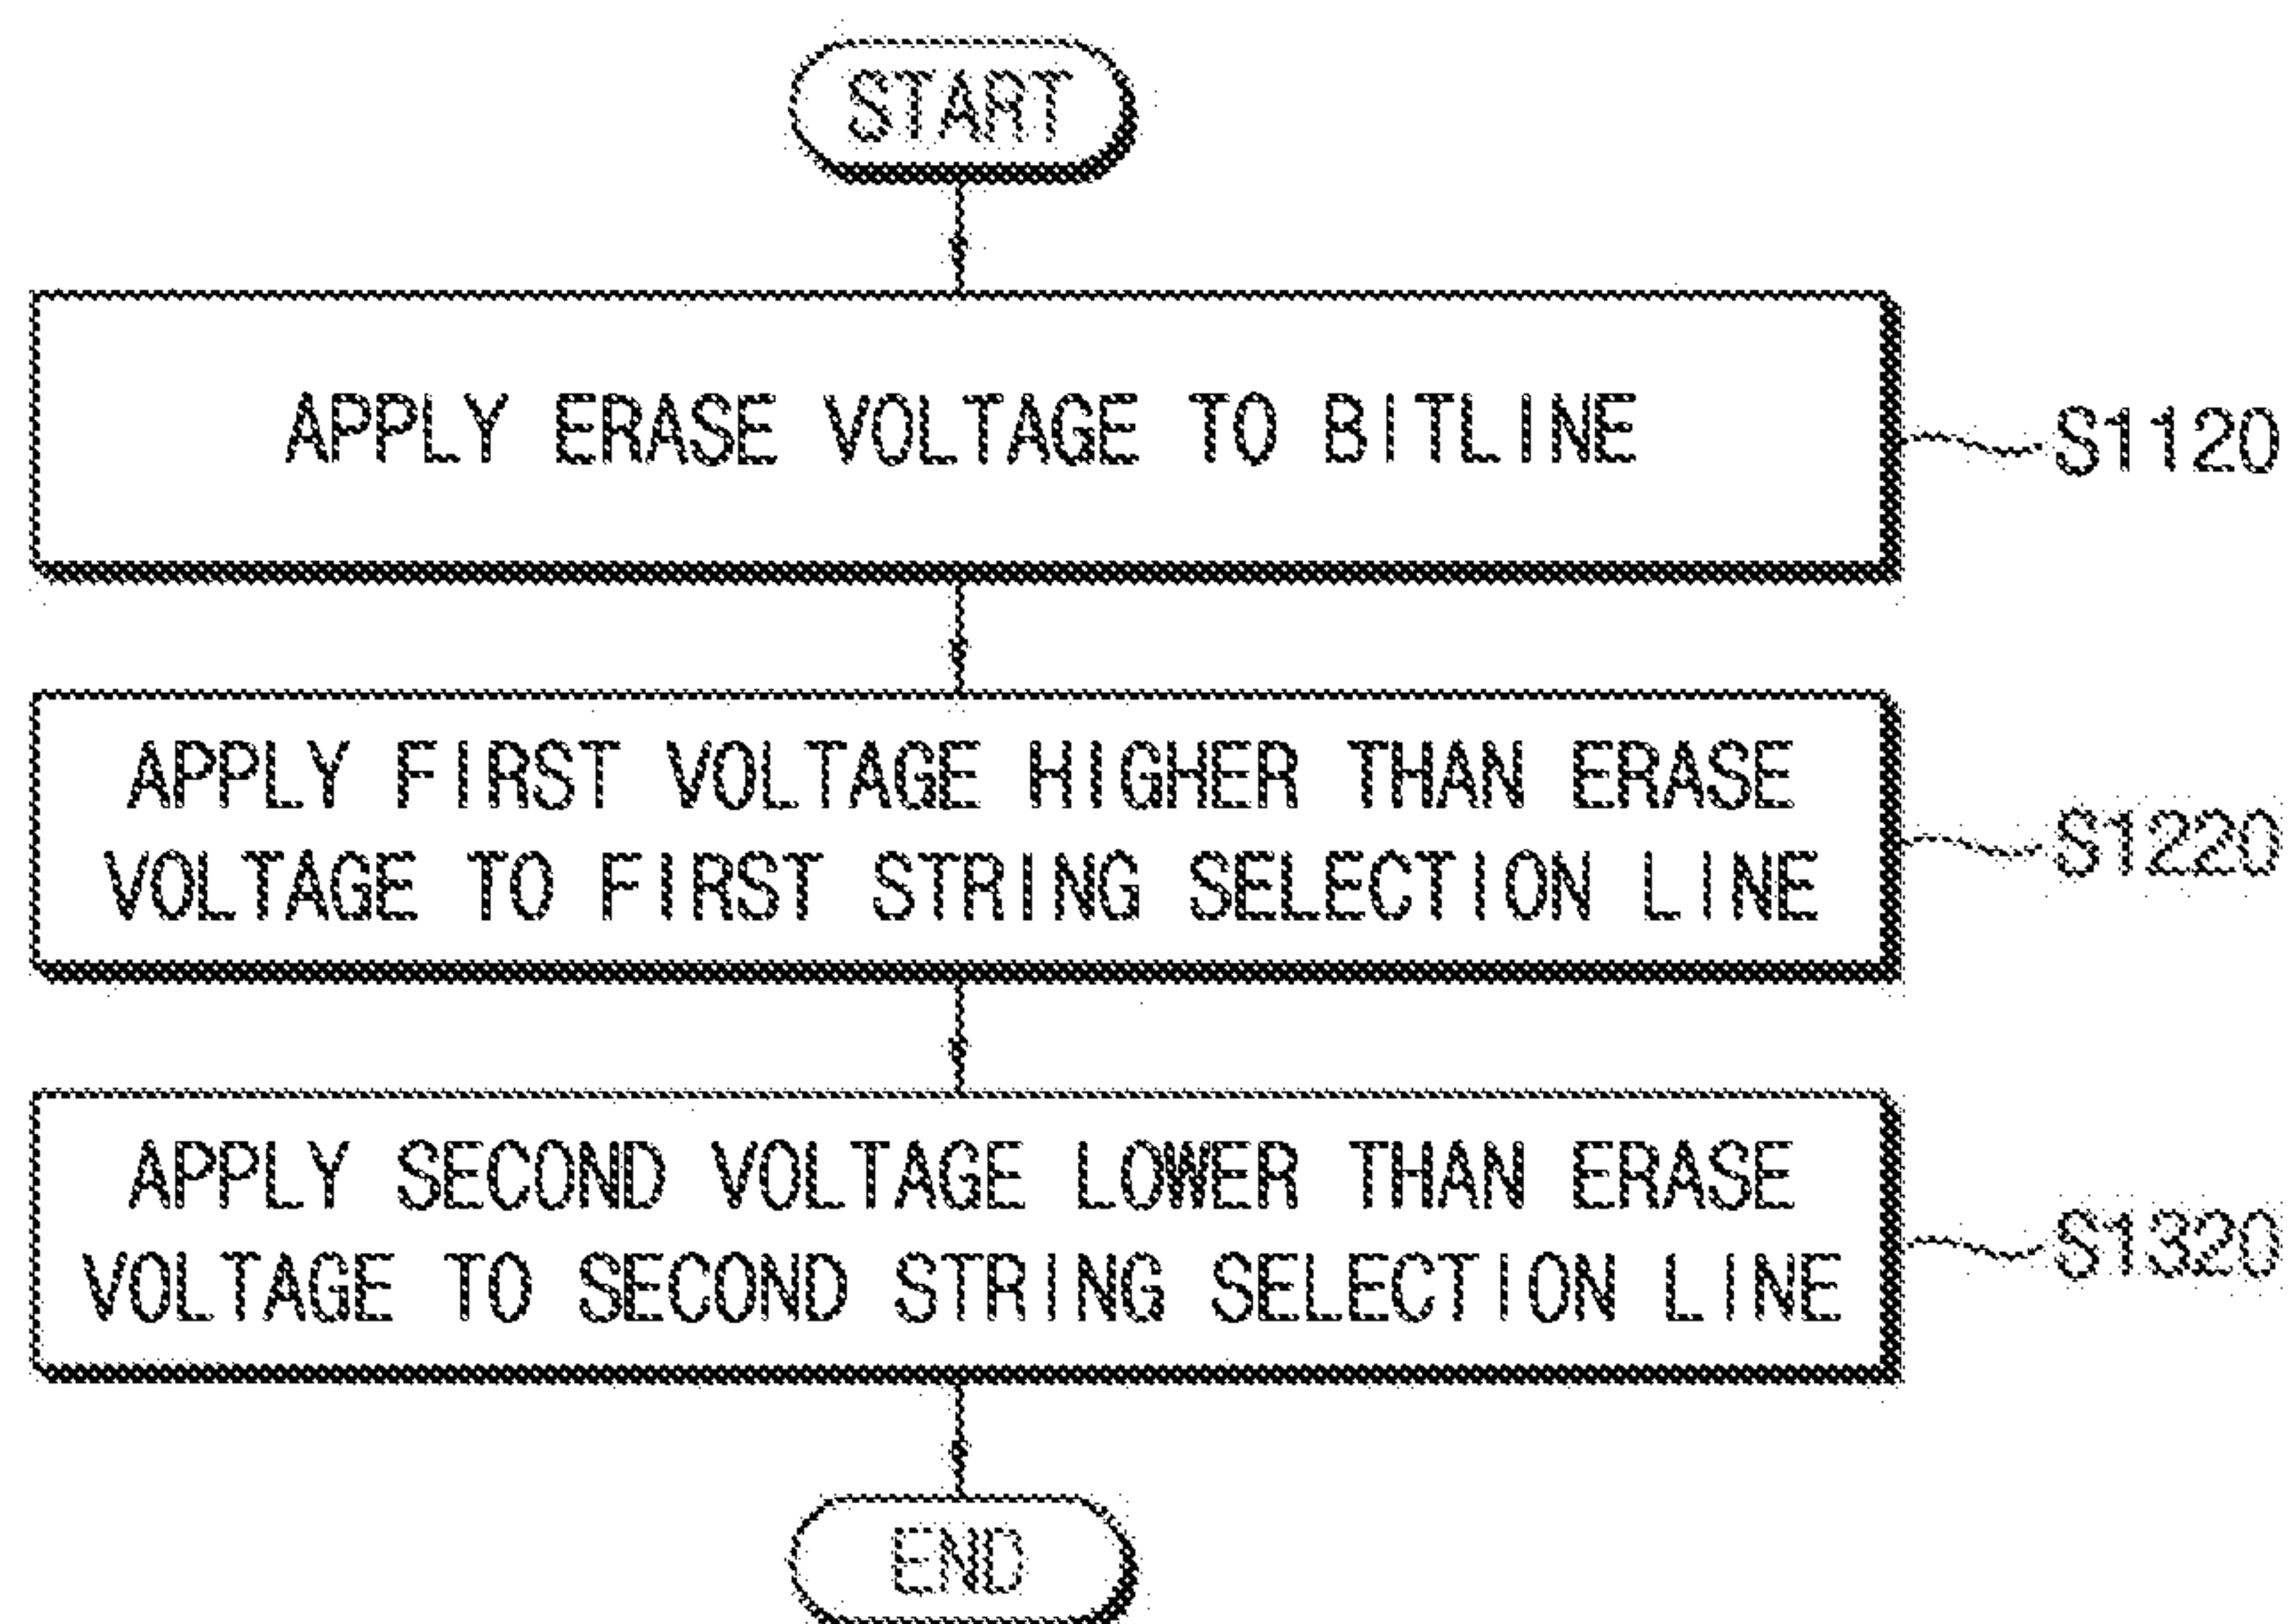 START
APPLY ERASE VOLTAGE TO BITLINE
S1120
APPLY FIRST VOLTAGE HIGHER THAN ERASE
VOLTAGE TO FIRST STRING SELECTION LINE
S1220
APPLY SECOND VOLTAGE LOWER THAN ERASE
VOLTAGE TO SECOND STRING SELECTION LINE
S1320
END